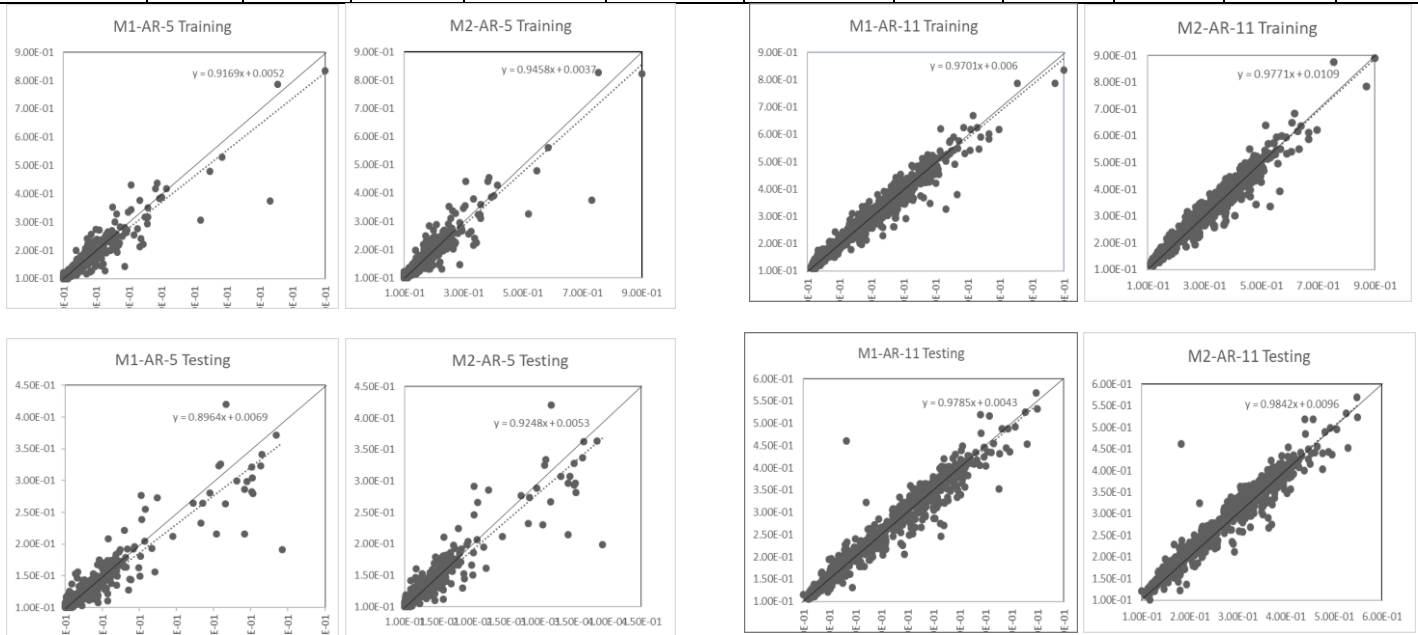 M1-AR-5 Training
9.00E-01
8.00E-01
7.00E-01
6.00E-01
5.00E-01
4.00E-01
3.00E-01
2.00E-01
1.00E-01
y = 0.9169x + 0.0052
M2-AR-5 Training
9.00E-01
8.00E-01
7.00E-01
6.00E-01
5.00E-01
4.00E-01
3.00E-01
2.00E-01
1.00E-01
y = 0.9458x + 0.0037
1.00E-01 3.00E-01 5.00E-01 7.00E-01 9.00E-01
M1-AR-11 Training
9.00E-01
8.00E-01
7.00E-01
6.00E-01
5.00E-01
4.00E-01
3.00E-01
2.00E-01
1.00E-01
y = 0.9701x + 0.006
M2-AR-11 Training
9.00E-01
8.00E-01
7.00E-01
6.00E-01
5.00E-01
4.00E-01
3.00E-01
2.00E-01
1.00E-01
y = 0.9771x + 0.0109
1.00E-01 3.00E-01 5.00E-01 7.00E-01 9.00E-01
M1-AR-5 Testing
4.50E-01
4.00E-01
3.50E-01
3.00E-01
2.50E-01
2.00E-01
1.50E-01
1.00E-01
y = 0.8964x + 0.0069
M2-AR-5 Testing
4.50E-01
4.00E-01
3.50E-01
3.00E-01
2.50E-01
2.00E-01
1.50E-01
1.00E-01
y = 0.9248x + 0.0053
M1-AR-11 Testing
6.00E-01
5.50E-01
5.00E-01
4.50E-01
4.00E-01
3.50E-01
3.00E-01
2.50E-01
2.00E-01
1.50E-01
1.00E-01
y = 0.9785x + 0.0043
M2-AR-11 Testing
6.00E-01
5.50E-01
5.00E-01
4.50E-01
4.00E-01
3.50E-01
3.00E-01
2.50E-01
2.00E-01
1.50E-01
1.00E-01
y = 0.9842x + 0.0096
1.00E-01 2.00E-01 3.00E-01 4.00E-01 5.00E-01 6.00E-01